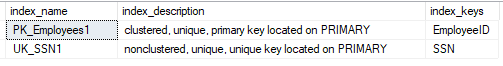 index_name index_description index_keys
PK_Employees1 clustered, unique, primary key located on PRIMARY EmployeeID
UK_SSN1 nonclustered, unique, unique key located on PRIMARY SSN